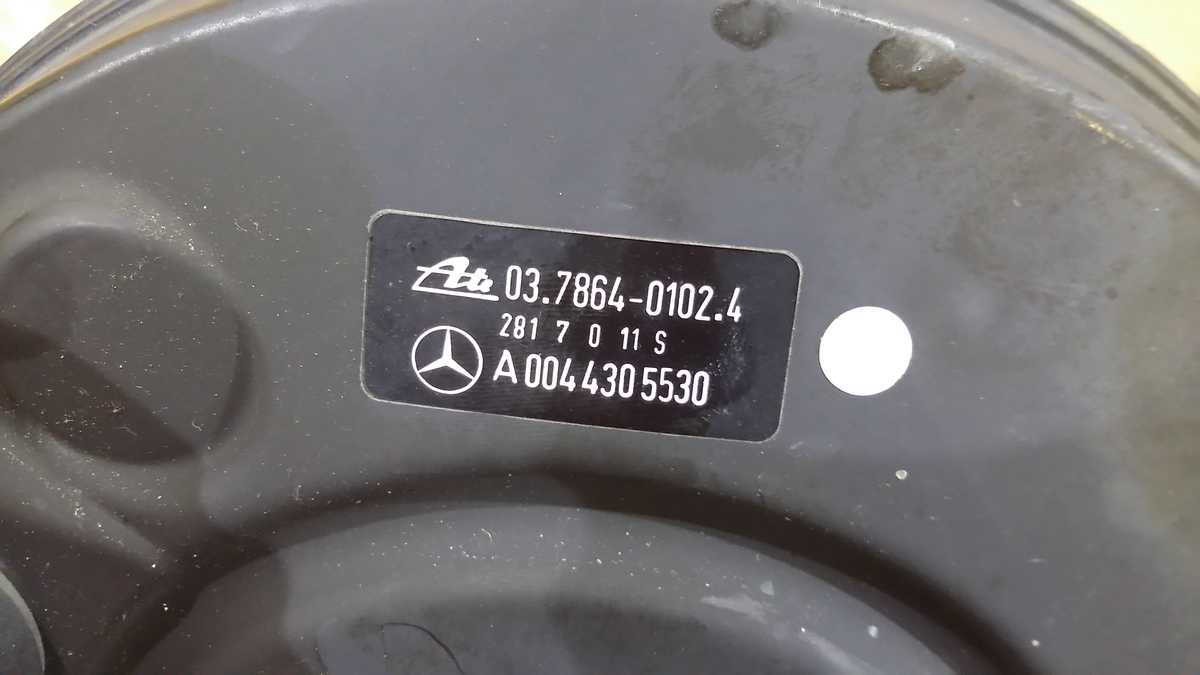 Ate 03.7864-0102.4
281 7 0 11 S
A 004 430 5530